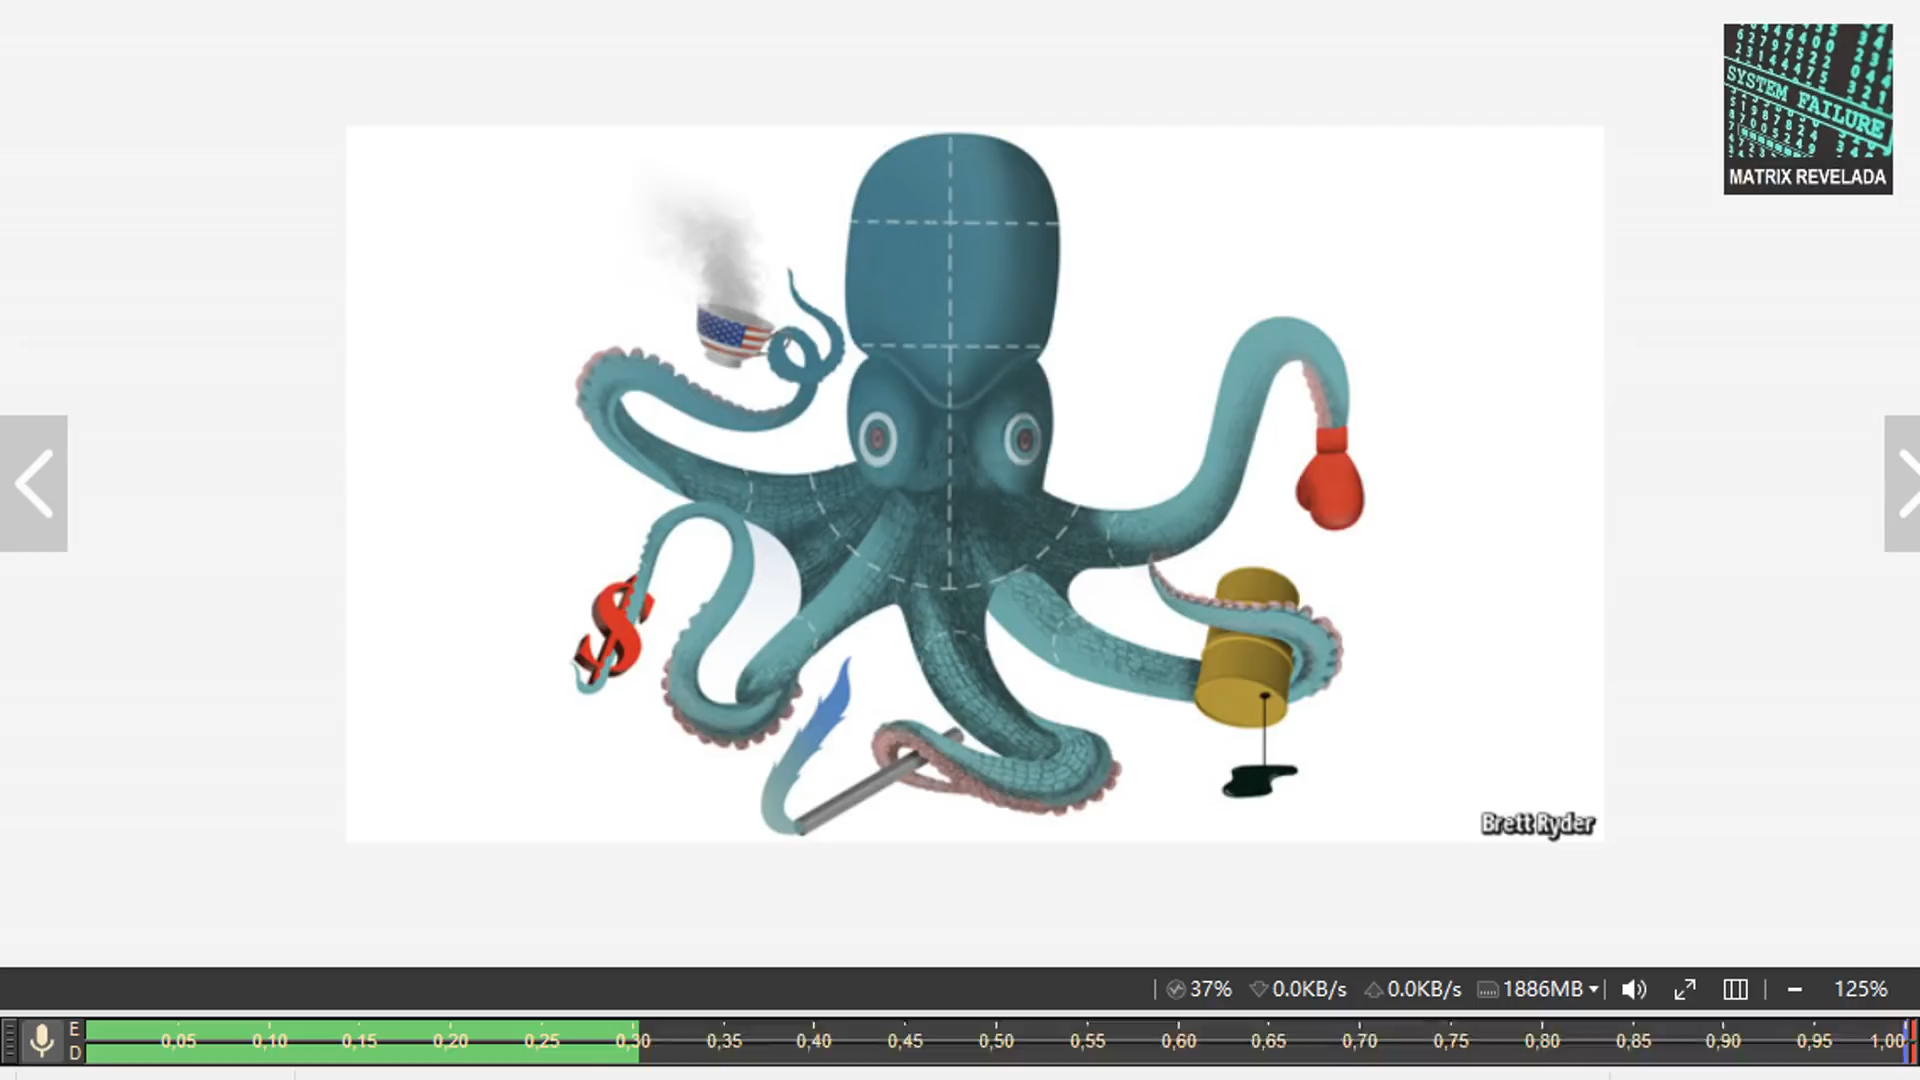 SYSTEM FAILURE
MATRIX REVELADA
$
Brett Ryder
37% 0.0KB/s 0.0KB/s 1886MB 125%
E
D
0,05 0,10 0,15 0,20 0,25 0,30 0,35 0,40 0,45 0,50 0,55 0,60 0,65 0,70 0,75 0,80 0,85 0,90 0,95 1,00